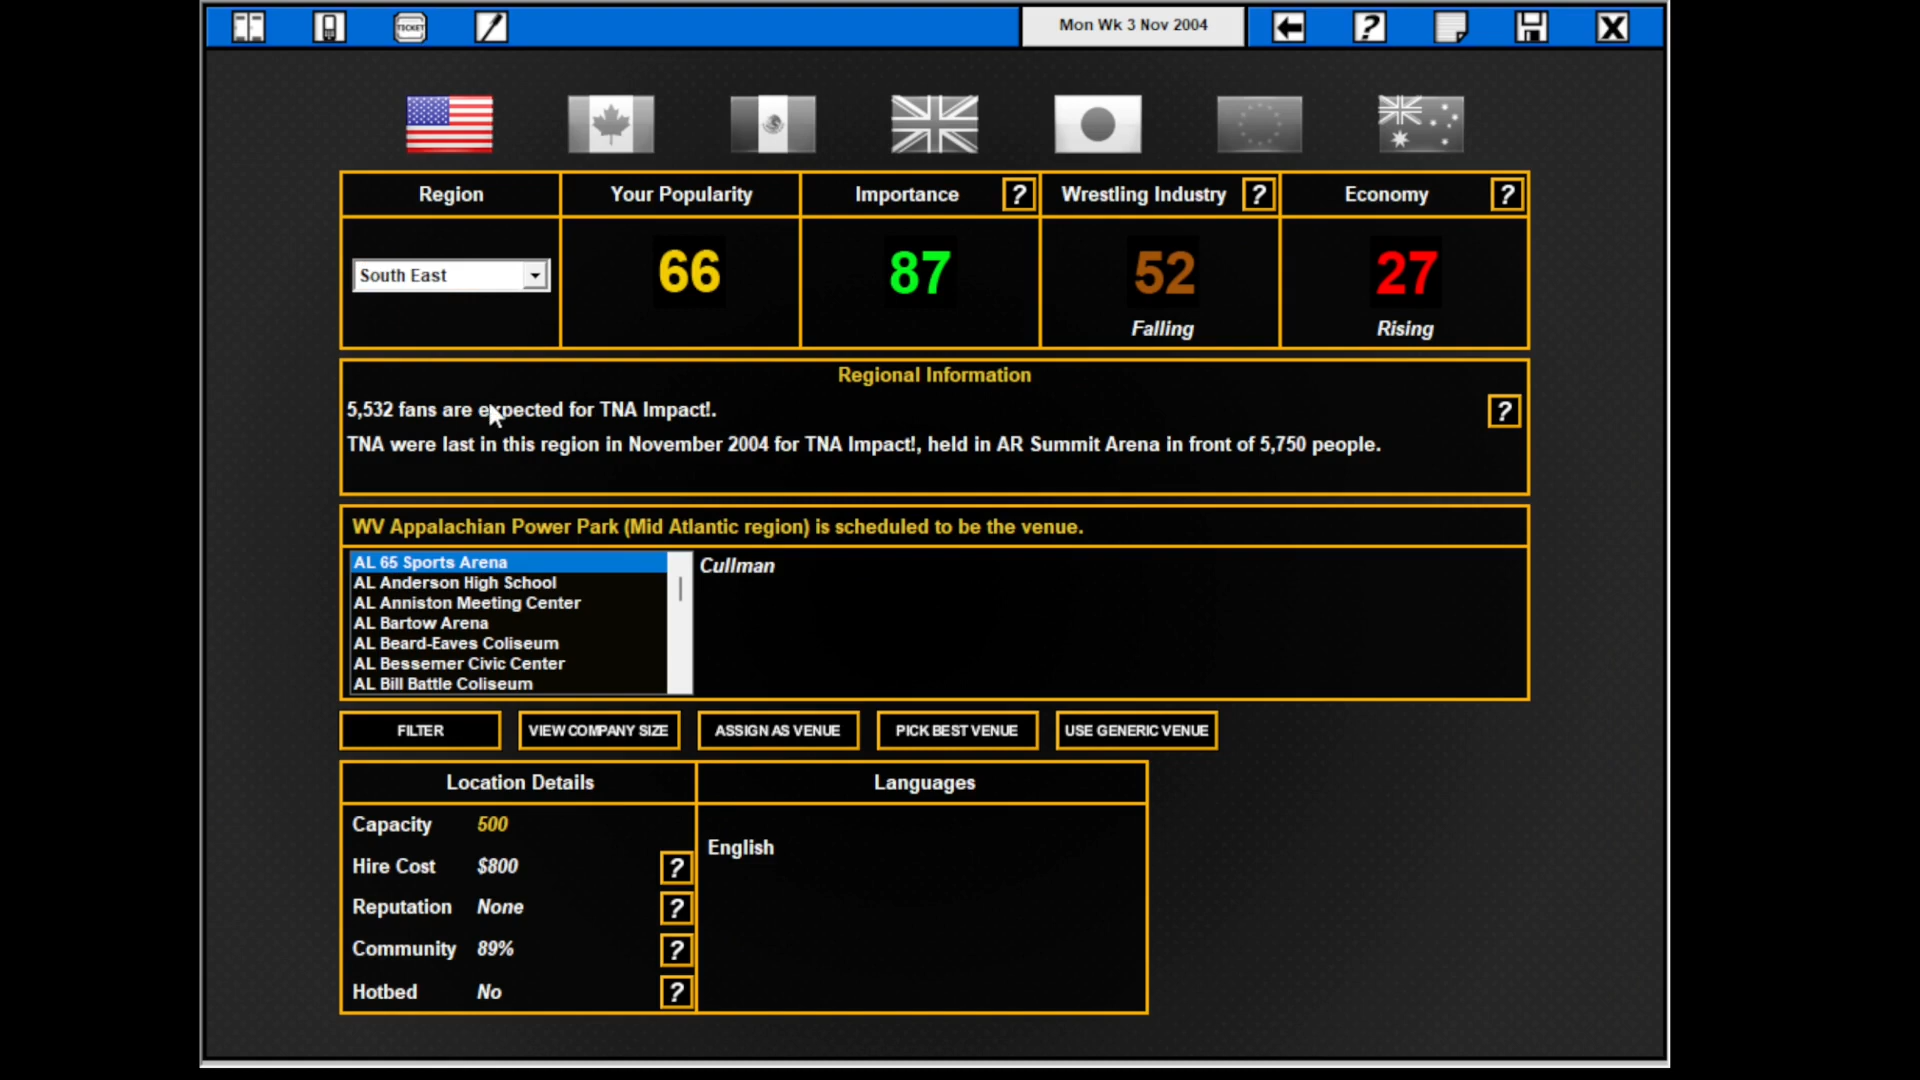 TICKET
Mon Wk 3 Nov 2004
?
X
Region
Your Popularity
Importance ?
Wrestling Industry ?
Economy ?
South East
66
87
52
27
Falling
Rising
Regional Information
5,532 fans are expected for TNA Impact!.
?
TNA were last in this region in November 2004 for TNA Impact!, held in AR Summit Arena in front of 5,750 people.
WV Appalachian Power Park (Mid Atlantic region) is scheduled to be the venue.
AL 65 Sports Arena
AL Anderson High School
AL Anniston Meeting Center
AL Bartow Arena
AL Beard-Eaves Coliseum
AL Bessemer Civic Center
AL Bill Battle Coliseum
Cullman
FILTER
VIEW COMPANY SIZE
ASSIGN AS VENUE
PICK BEST VENUE
USE GENERIC VENUE
Location Details
Languages
Capacity 500
Hire Cost $800 ?
Reputation None ?
Community 89% ?
Hotbed No ?
English